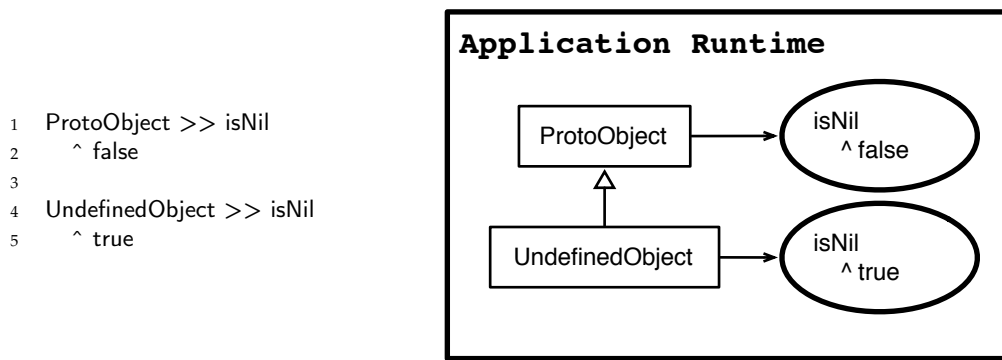 1 ProtoObject >> isNil
2 ^ false
3
4 UndefinedObject >> isNil
5 ^ true
Application Runtime
ProtoObject
isNil
^ false
UndefinedObject
isNil
^ true